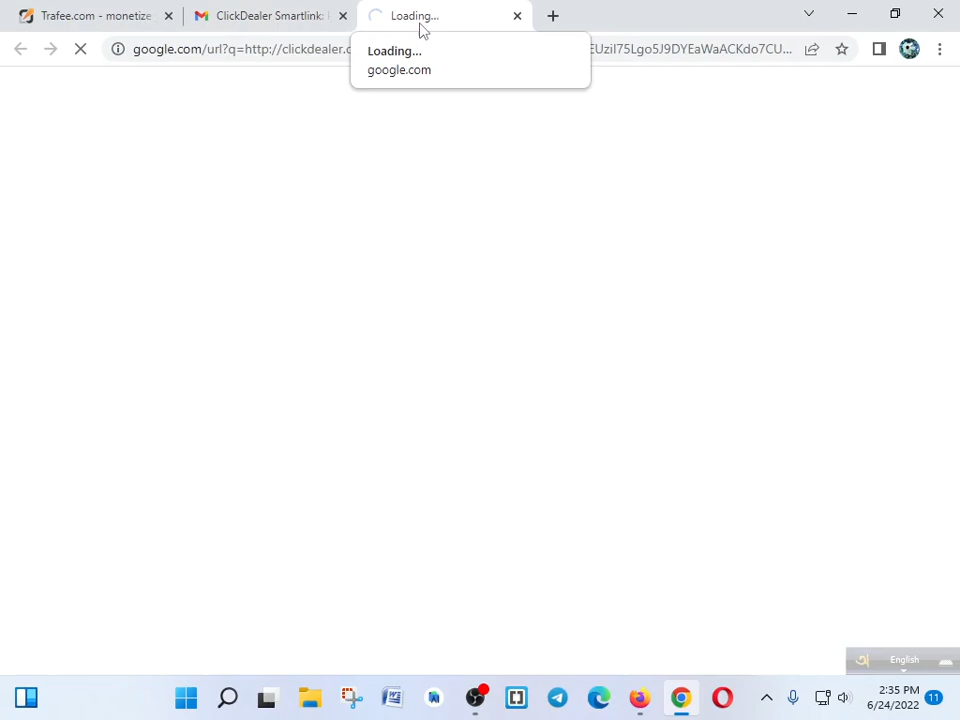 Trafee.com - monetize
ClickDealer Smartlink:
Loading...
google.com/url?q=http://clickdealer.c
EUziI75Lgo5J9DYEaWaACKdo7CU...
Loading...
google.com
English
2:35 PM
6/24/2022
11